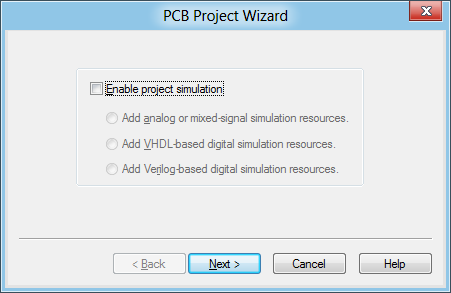 PCB Project Wizard
Enable project simulation
Add analog or mixed-signal simulation resources.
Add VHDL-based digital simulation resources.
Add Verilog-based digital simulation resources.
< Back Next > Cancel Help